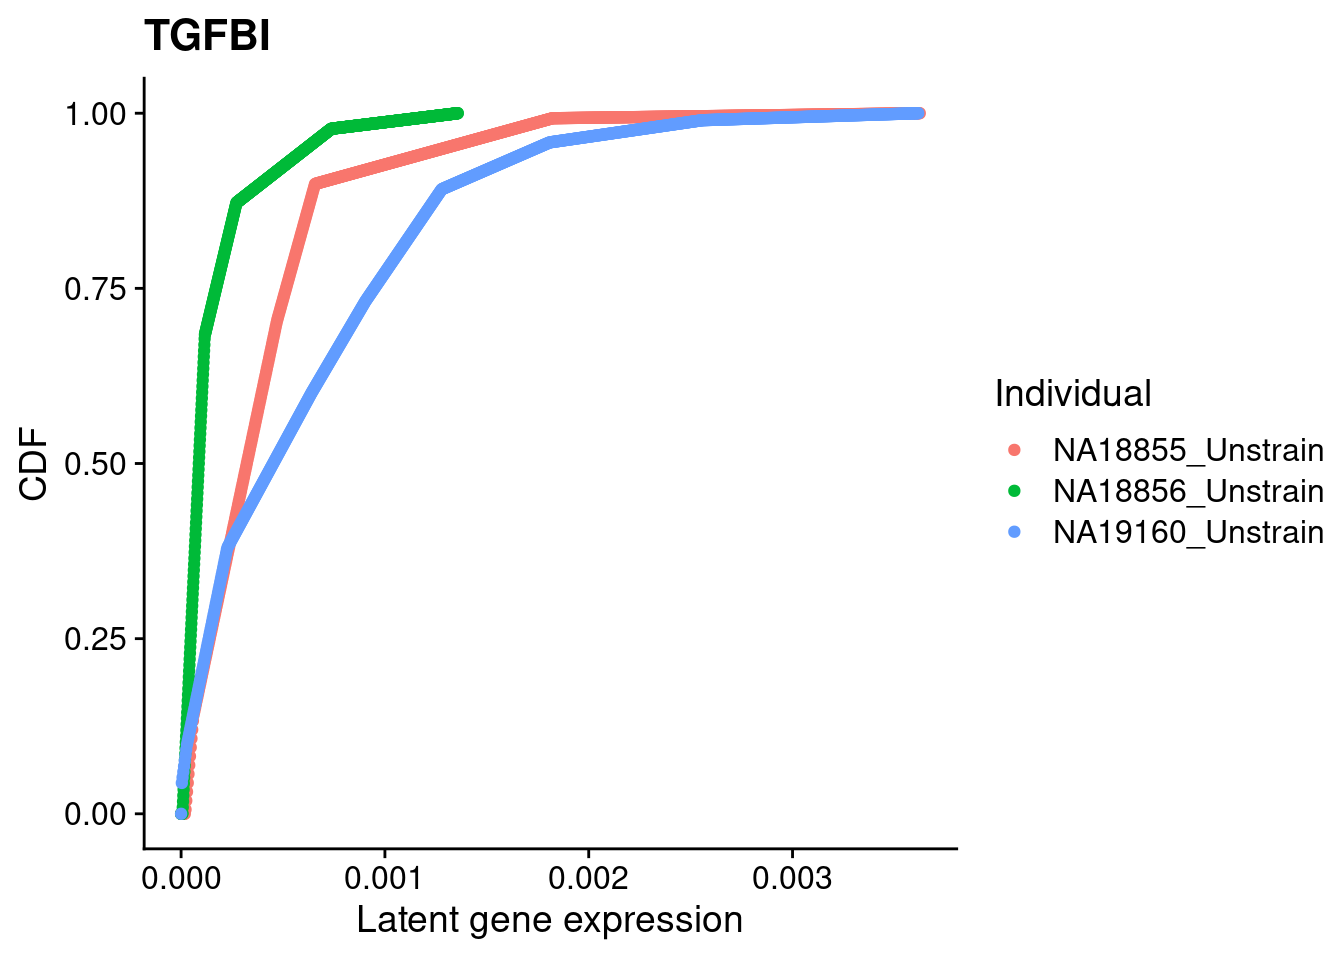 TGFBI
1.00
0.75
0.50
0.25
0.00
CDF
0.000 0.001 0.002 0.003
Latent gene expression
Individual
NA18855_Unstrain
NA18856_Unstrain
NA19160_Unstrain